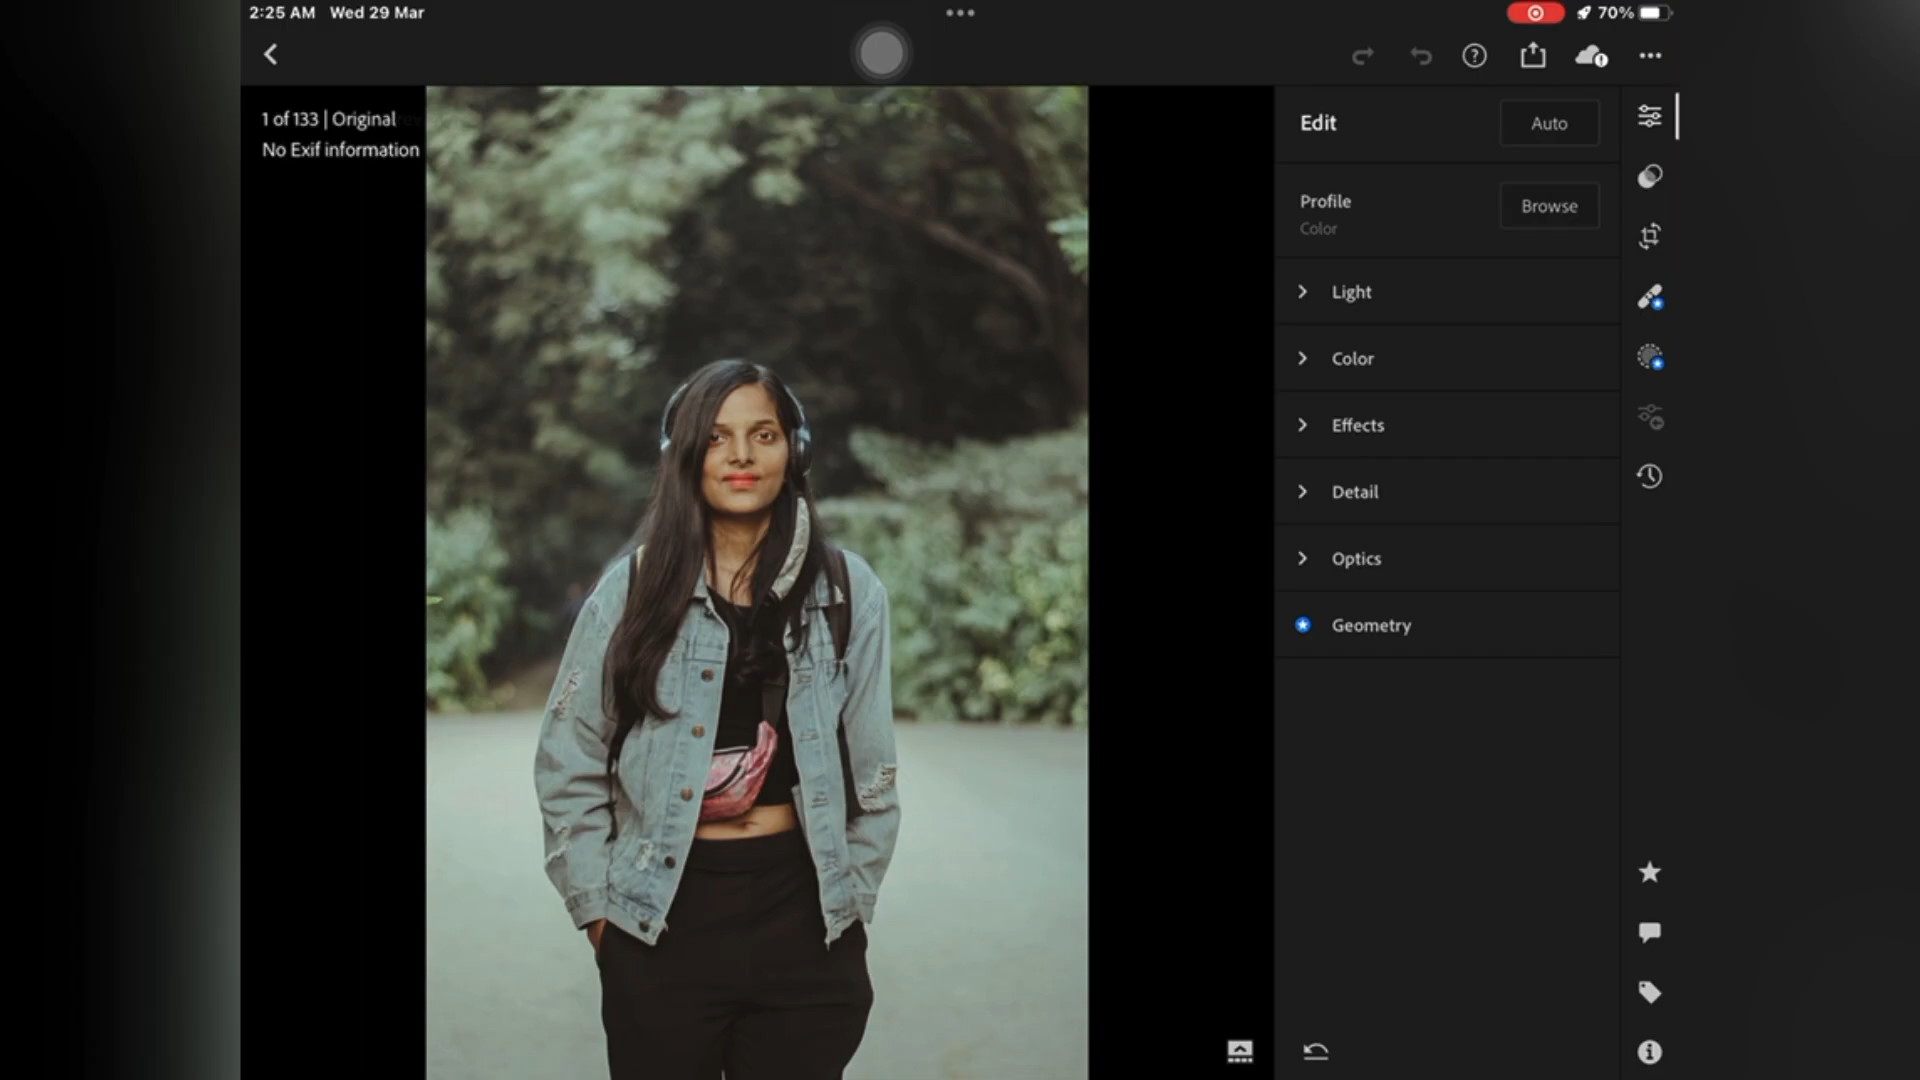 2:25 AM Wed 29 Mar
70%
1 of 133 | Original
No Exif information
Edit
Auto
Profile
Color
Browse
Light
Color
Effects
Detail
Optics
Geometry